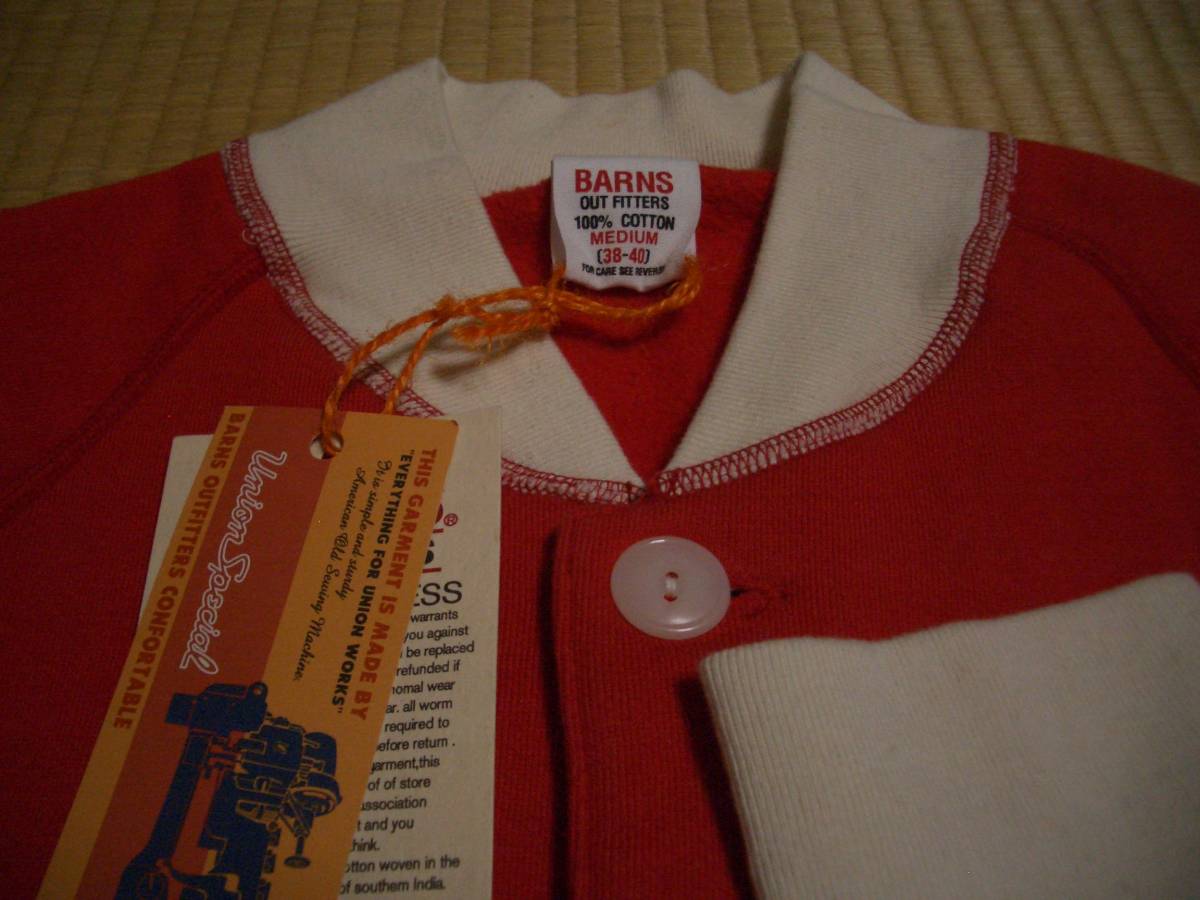 BARNS
OUT FITTERS
100% COTTON
MEDIUM
(38-40)
FOR CARE SEE REVERSE
THIS GARMENT IS MADE BY
"EVERYTHING FOR UNION WORKS"
It is simple and sturdy
American Old Sewing Machine.
Union Special
BARNS OUTFITTERS CONFORTABLE
®
ESS
warrants
you against
be replaced
refunded if
nomal wear
ar. all worm
required to
efore return .
garment,this
of of store
association
t and you
hink.
otton woven in the
of southern India.